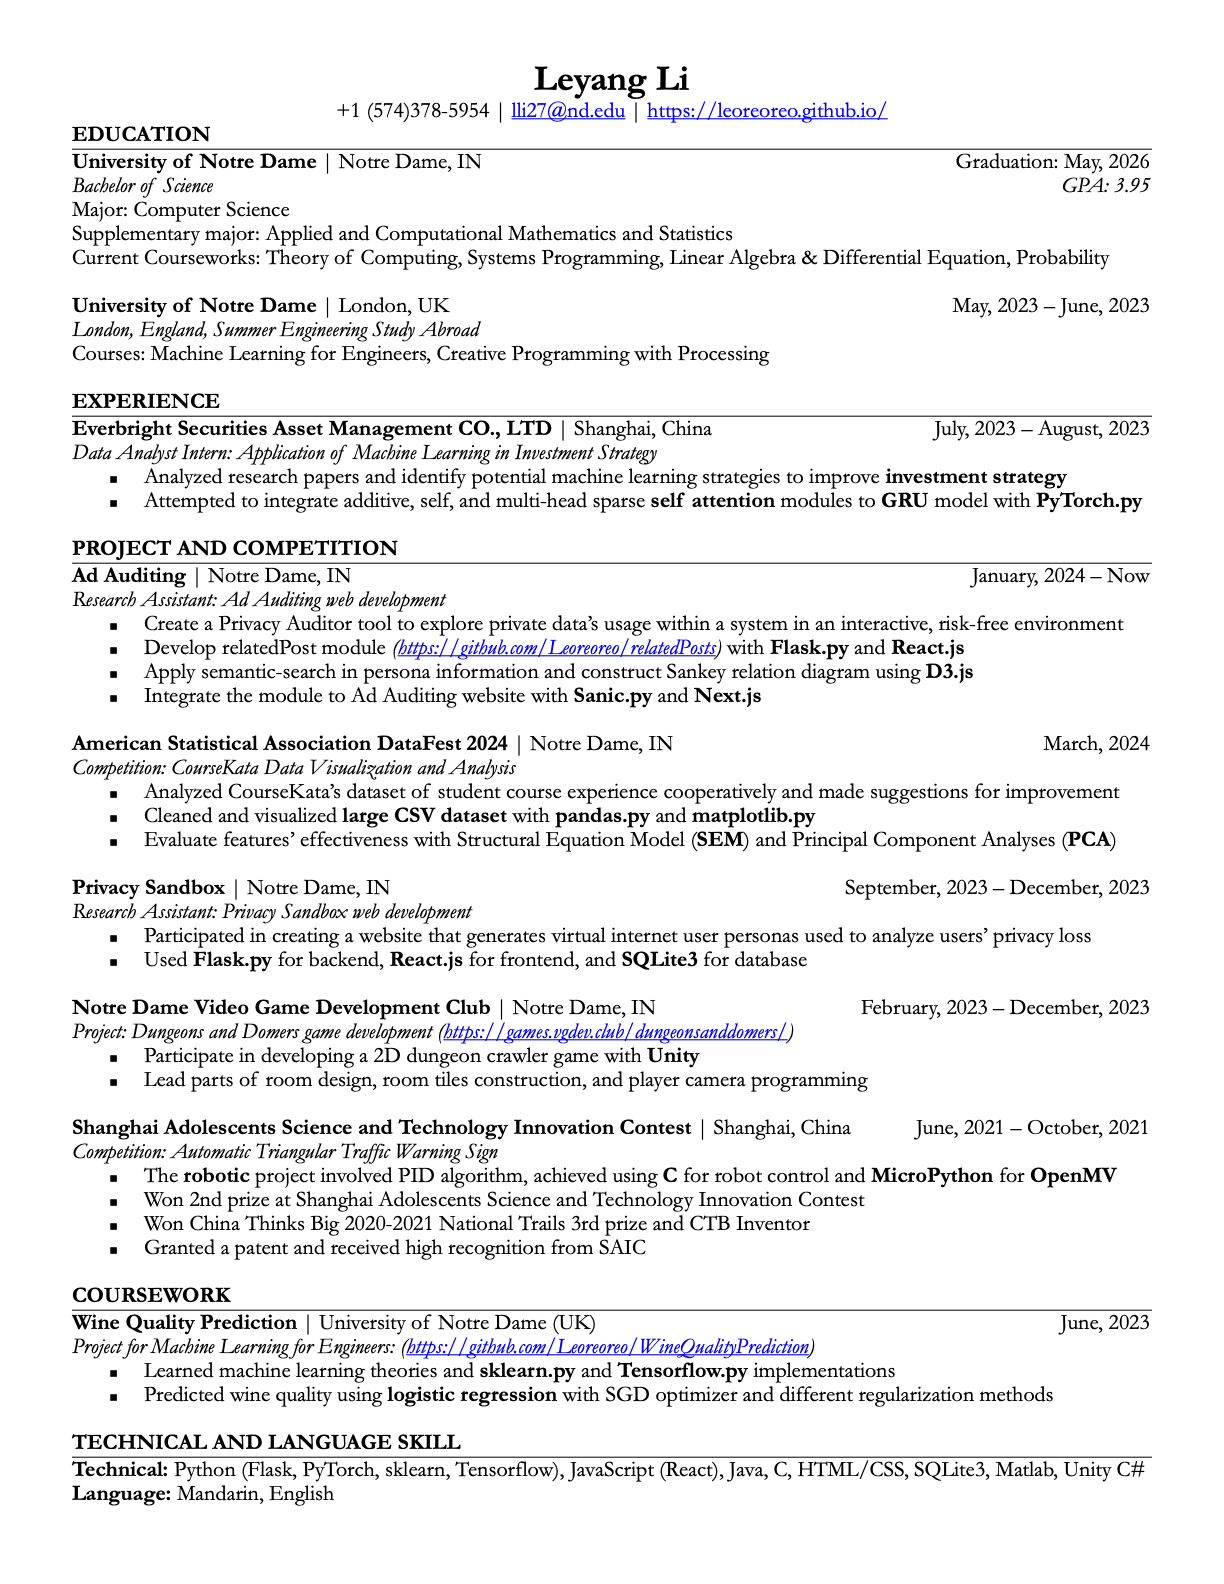 Leyang Li
+1 (574)378-5954 | lli27@nd.edu | https://leoreoreo.github.io/
EDUCATION
University of Notre Dame | Notre Dame, IN Graduation: May, 2026
Bachelor of Science GPA: 3.95
Major: Computer Science
Supplementary major: Applied and Computational Mathematics and Statistics
Current Courseworks: Theory of Computing, Systems Programming, Linear Algebra & Differential Equation, Probability
University of Notre Dame | London, UK May, 2023 – June, 2023
London, England, Summer Engineering Study Abroad
Courses: Machine Learning for Engineers, Creative Programming with Processing
EXPERIENCE
Everbright Securities Asset Management CO., LTD | Shanghai, China July, 2023 – August, 2023
Data Analyst Intern: Application of Machine Learning in Investment Strategy
▪ Analyzed research papers and identify potential machine learning strategies to improve investment strategy
▪ Attempted to integrate additive, self, and multi-head sparse self attention modules to GRU model with PyTorch.py
PROJECT AND COMPETITION
Ad Auditing | Notre Dame, IN January, 2024 – Now
Research Assistant: Ad Auditing web development
▪ Create a Privacy Auditor tool to explore private data’s usage within a system in an interactive, risk-free environment
▪ Develop relatedPost module (https://github.com/Leoreoreo/relatedPosts) with Flask.py and React.js
▪ Apply semantic-search in persona information and construct Sankey relation diagram using D3.js
▪ Integrate the module to Ad Auditing website with Sanic.py and Next.js
American Statistical Association DataFest 2024 | Notre Dame, IN March, 2024
Competition: CourseKata Data Visualization and Analysis
▪ Analyzed CourseKata’s dataset of student course experience cooperatively and made suggestions for improvement
▪ Cleaned and visualized large CSV dataset with pandas.py and matplotlib.py
▪ Evaluate features’ effectiveness with Structural Equation Model (SEM) and Principal Component Analyses (PCA)
Privacy Sandbox | Notre Dame, IN September, 2023 – December, 2023
Research Assistant: Privacy Sandbox web development
▪ Participated in creating a website that generates virtual internet user personas used to analyze users’ privacy loss
▪ Used Flask.py for backend, React.js for frontend, and SQLite3 for database
Notre Dame Video Game Development Club | Notre Dame, IN February, 2023 – December, 2023
Project: Dungeons and Domers game development (https://games.vgdev.club/dungeonsanddomers/)
▪ Participate in developing a 2D dungeon crawler game with Unity
▪ Lead parts of room design, room tiles construction, and player camera programming
Shanghai Adolescents Science and Technology Innovation Contest | Shanghai, China June, 2021 – October, 2021
Competition: Automatic Triangular Traffic Warning Sign
▪ The robotic project involved PID algorithm, achieved using C for robot control and MicroPython for OpenMV
▪ Won 2nd prize at Shanghai Adolescents Science and Technology Innovation Contest
▪ Won China Thinks Big 2020-2021 National Trails 3rd prize and CTB Inventor
▪ Granted a patent and received high recognition from SAIC
COURSEWORK
Wine Quality Prediction | University of Notre Dame (UK) June, 2023
Project for Machine Learning for Engineers: (https://github.com/Leoreoreo/WineQualityPrediction)
▪ Learned machine learning theories and sklearn.py and Tensorflow.py implementations
▪ Predicted wine quality using logistic regression with SGD optimizer and different regularization methods
TECHNICAL AND LANGUAGE SKILL
Technical: Python (Flask, PyTorch, sklearn, Tensorflow), JavaScript (React), Java, C, HTML/CSS, SQLite3, Matlab, Unity C#
Language: Mandarin, English